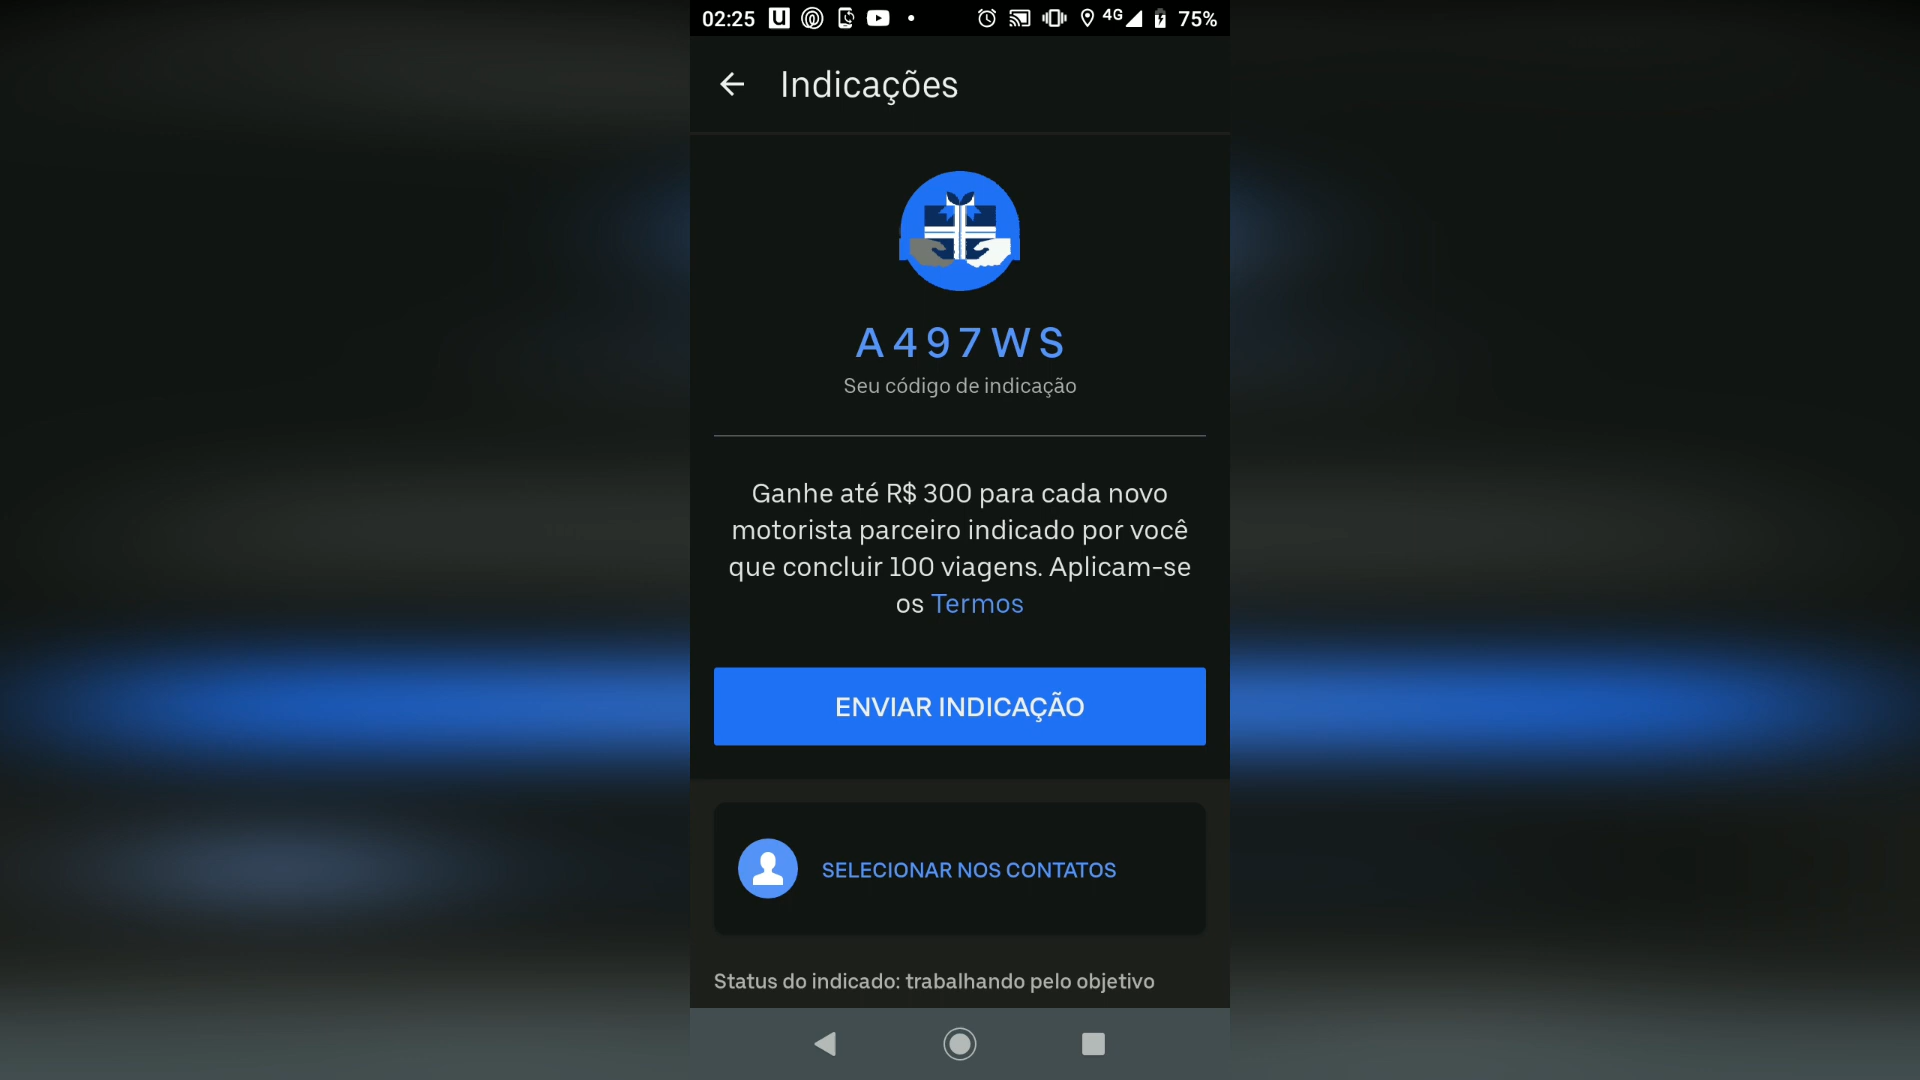 02:25 4G 75%
Indicações
A497WS
Seu código de indicação
Ganhe até R$ 300 para cada novo
motorista parceiro indicado por você
que concluir 100 viagens. Aplicam-se
os Termos
ENVIAR INDICAÇÃO
SELECIONAR NOS CONTATOS
Status do indicado: trabalhando pelo objetivo